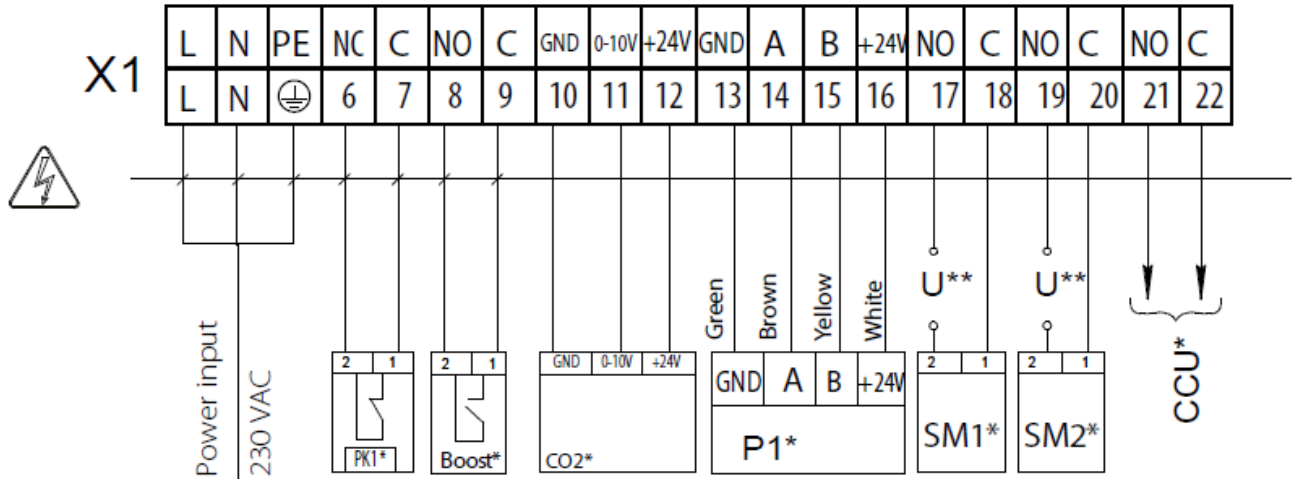 L N PE NC C NO C GND 0-10V +24V GND A B +24V NO C NO C NO C
X1
L N 6 7 8 9 10 11 12 13 14 15 16 17 18 19 20 21 22
U** U**
Green
Brown
Yellow
White
Power input
230 VAC
2 1
PK1*
2 1
Boost*
GND 0-10V +24V
CO2*
GND A B +24V
P1*
2 1
SM1*
2 1
SM2*
CCU*